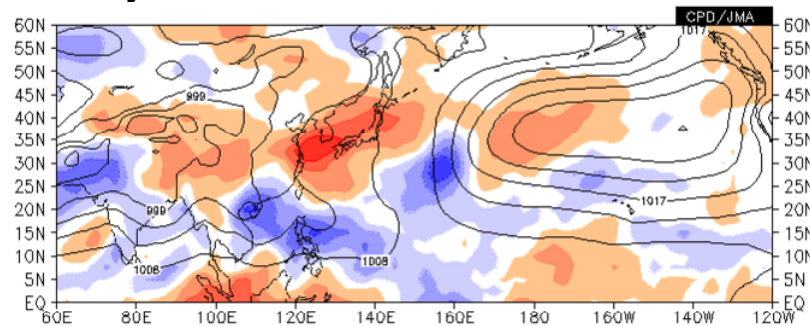 CPD/JMA
60N 60N
55N 55N
50N 50N
45N 45N
40N 40N
35N 35N
30N 30N
25N 25N
20N 20N
15N 15N
10N 10N
5N 5N
EQ EQ
1017
999
999
1017
1008
1008
60E 80E 100E 120E 140E 160E 180 160W 140W 120W